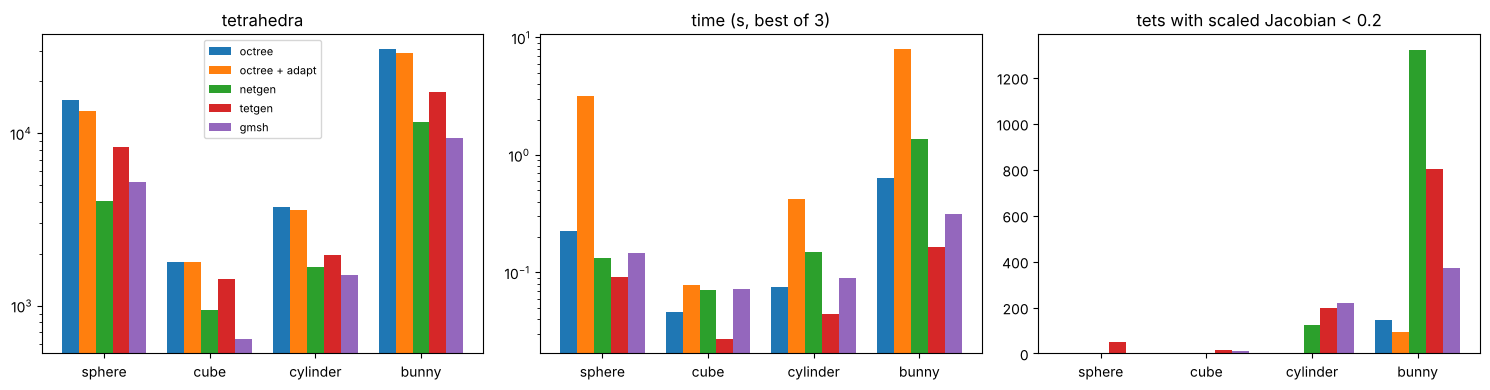 tetrahedra
octree
octree + adapt
netgen
tetgen
gmsh
10^4
10^3
sphere cube cylinder bunny
time (s, best of 3)
10^1
10^0
10^-1
sphere cube cylinder bunny
tets with scaled Jacobian < 0.2
1200
1000
800
600
400
200
0
sphere cube cylinder bunny